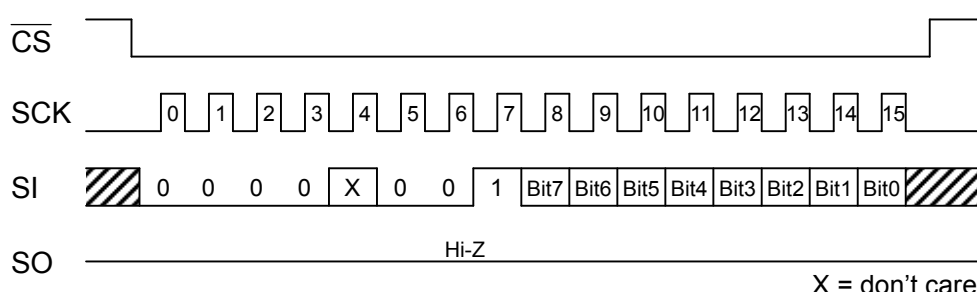 CS
SCK 0 1 2 3 4 5 6 7 8 9 10 11 12 13 14 15
SI 0 0 0 0 X 0 0 1 Bit7 Bit6 Bit5 Bit4 Bit3 Bit2 Bit1 Bit0
Hi-Z
SO
X = don't care